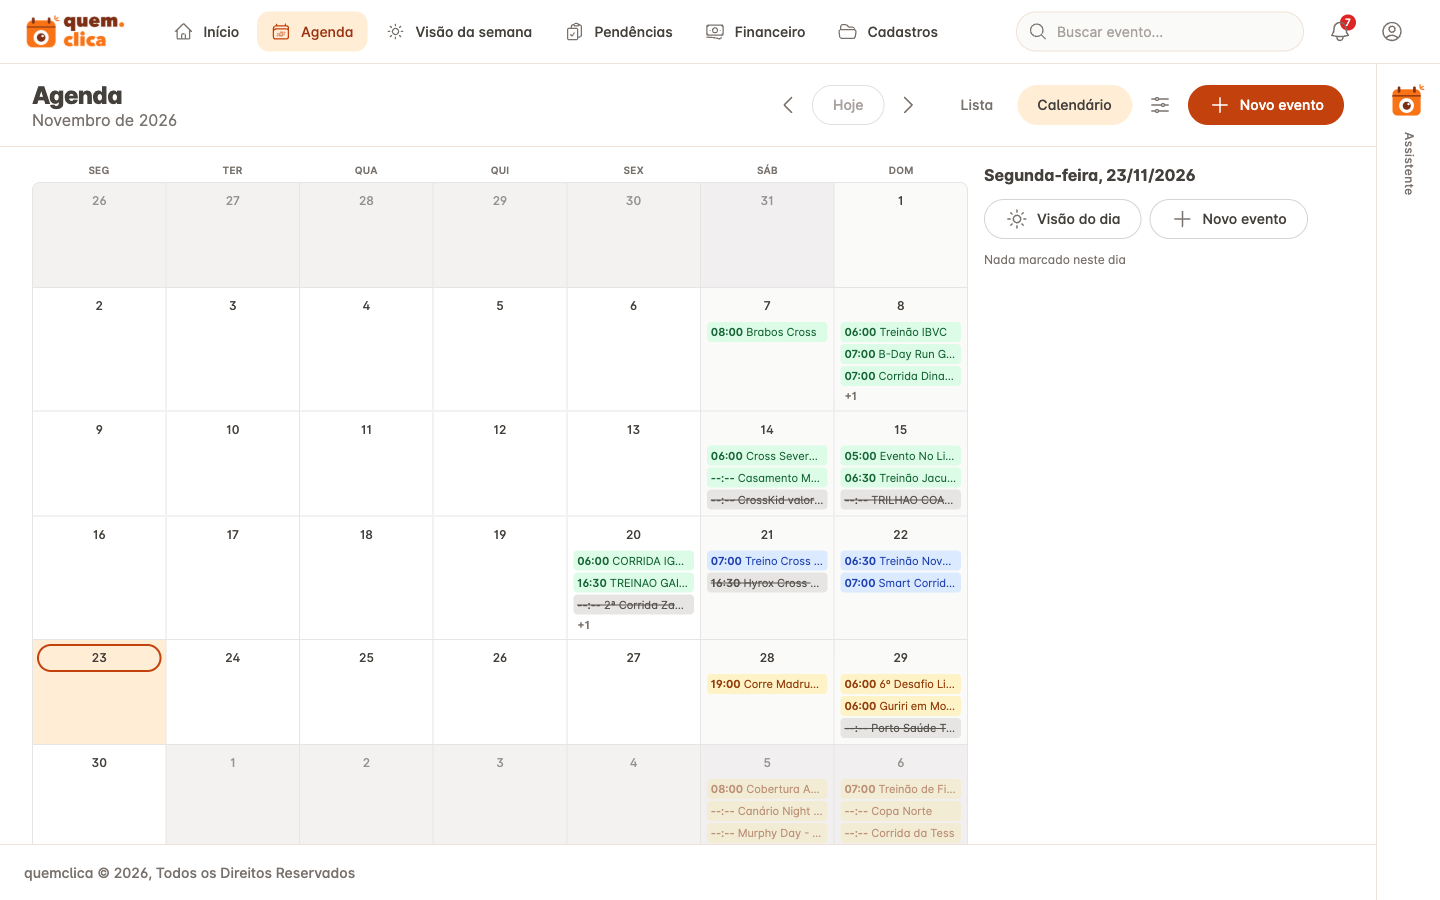 quem.
clica
Início
Agenda
Visão da semana
Pendências
Financeiro
Cadastros
Buscar evento...
7
Agenda
Novembro de 2026
Hoje
Lista
Calendário
Novo evento
Assistente
SEG TER QUA QUI SEX SÁB DOM
26 27 28 29 30 31 1
2 3 4 5 6 7 8
08:00 Brabos Cross
06:00 Treinão IBVC
07:00 B-Day Run G...
07:00 Corrida Dina...
+1
9 10 11 12 13 14 15
06:00 Cross Sever...
--:-- Casamento M...
--:-- CrossKid valor...
05:00 Evento No Li...
06:30 Treinão Jacu...
--:-- TRILHAO COA...
16 17 18 19 20 21 22
06:00 CORRIDA IG...
16:30 TREINAO GAI...
--:-- 2ª Corrida Za...
+1
07:00 Treino Cross ...
16:30 Hyrox Cross ...
06:30 Treinão Nov...
07:00 Smart Corrid...
23 24 25 26 27 28 29
19:00 Corre Madru...
06:00 6º Desafio Li...
06:00 Guriri em Mo...
--:-- Porto Saúde T...
30 1 2 3 4 5 6
08:00 Cobertura A...
--:-- Canário Night ...
--:-- Murphy Day - ...
07:00 Treinão de Fi...
--:-- Copa Norte
--:-- Corrida da Tess
Segunda-feira, 23/11/2026
Visão do dia
Novo evento
Nada marcado neste dia
quemclica © 2026, Todos os Direitos Reservados